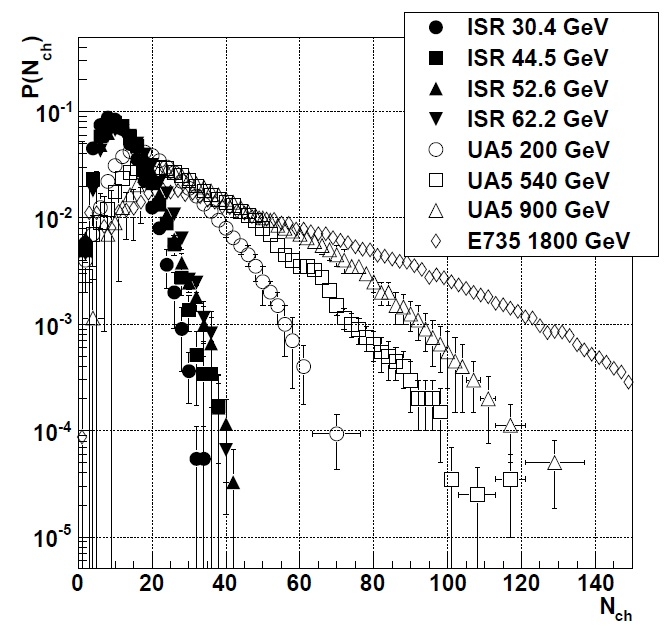 ISR 30.4 GeV
ISR 44.5 GeV
ISR 52.6 GeV
ISR 62.2 GeV
UA5 200 GeV
UA5 540 GeV
UA5 900 GeV
E735 1800 GeV
P(N_ch)
10^-1
10^-2
10^-3
10^-4
10^-5
0 20 40 60 80 100 120 140
N_ch